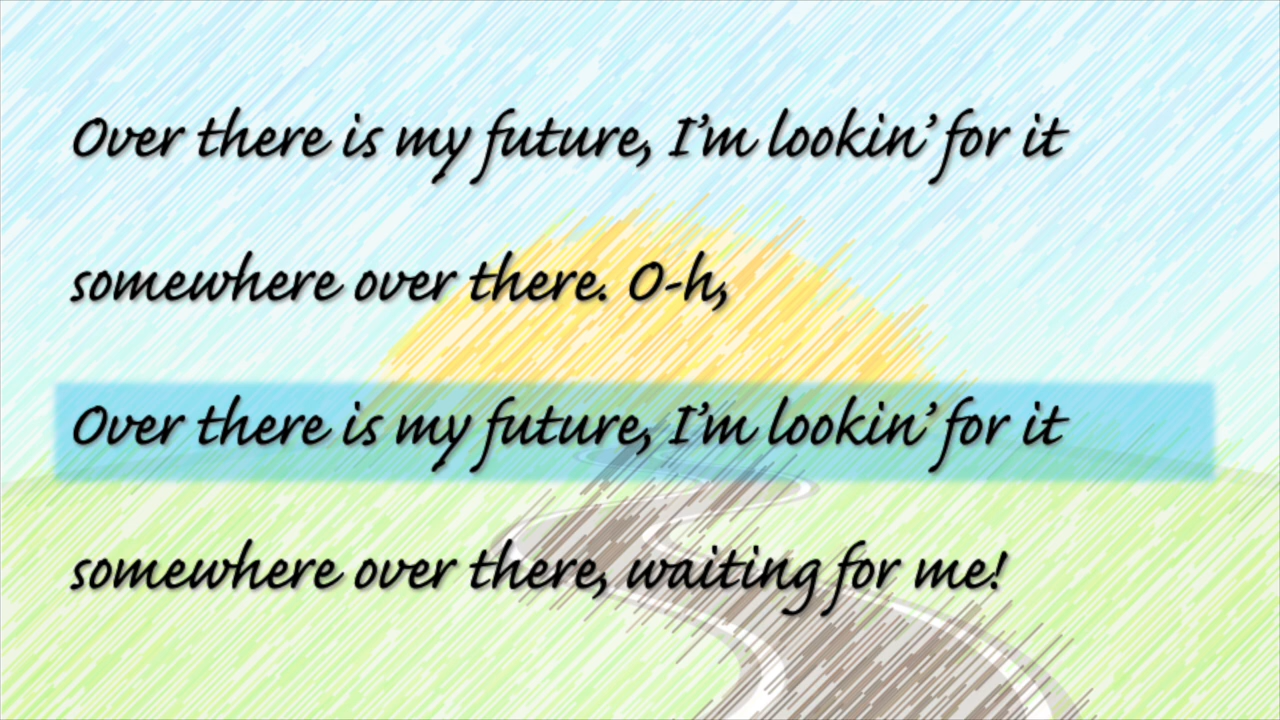 Over there is my future, I’m lookin’ for it
somewhere over there. O-h,
Over there is my future, I’m lookin’ for it
somewhere over there, waiting for me!